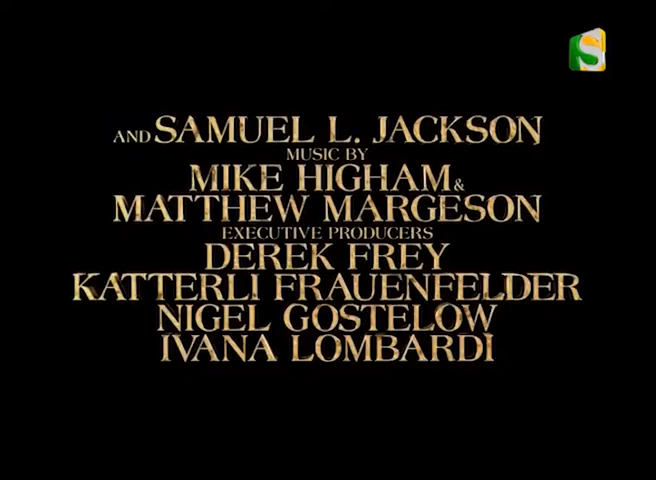 S
AND SAMUEL L. JACKSON
MUSIC BY
MIKE HIGHAM &
MATTHEW MARGESON
EXECUTIVE PRODUCERS
DEREK FREY
KATTERLI FRAUENFELDER
NIGEL GOSTELOW
IVANA LOMBARDI